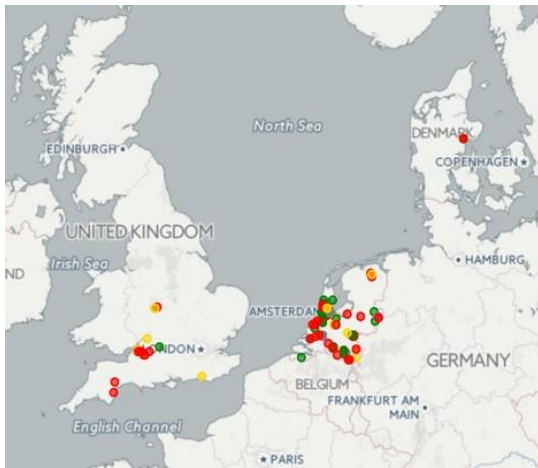 North Sea
DENMARK
EDINBURGH
COPENHAGEN
UNITED KINGDOM
Irish Sea
ND
HAMBURG
AMSTERDAM
NDON
GERMANY
BELGIUM
FRANKFURT AM
MAIN
English Channel
PARIS